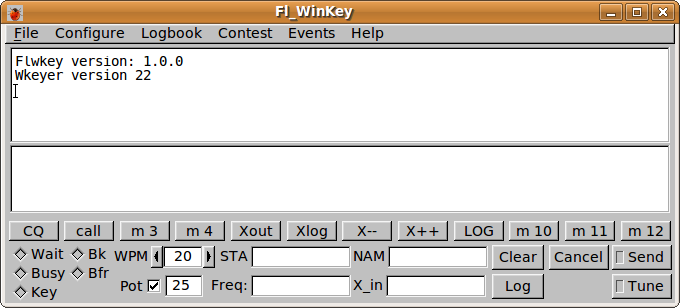 Fl_WinKey
File Configure Logbook Contest Events Help
Flwkey version: 1.0.0
Wkeyer version 22
CQ call m 3 m 4 Xout Xlog X-- X++ LOG m 10 m 11 m 12
Wait Bk WPM 20 STA NAM Clear Cancel Send
Busy Bfr
Pot 25 Freq: X_in Log Tune
Key